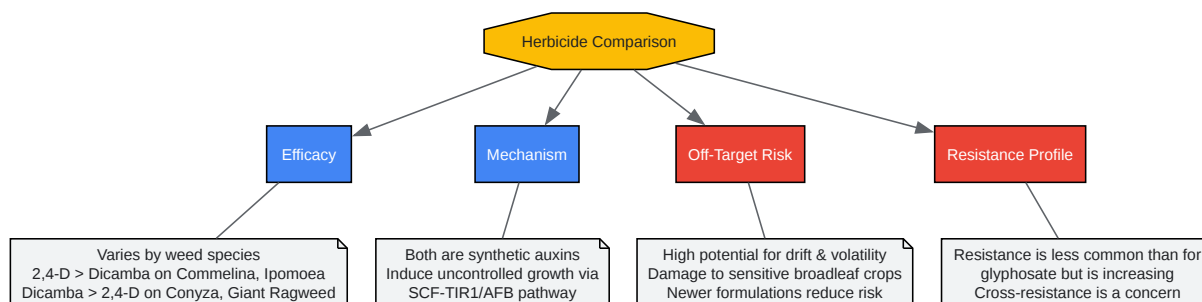 Herbicide Comparison
Efficacy
Mechanism
Off-Target Risk
Resistance Profile
Varies by weed species
2,4-D > Dicamba on Commelina, Ipomoea
Dicamba > 2,4-D on Conyza, Giant Ragweed
Both are synthetic auxins
Induce uncontrolled growth via
SCF-TIR1/AFB pathway
High potential for drift & volatility
Damage to sensitive broadleaf crops
Newer formulations reduce risk
Resistance is less common than for
glyphosate but is increasing
Cross-resistance is a concern